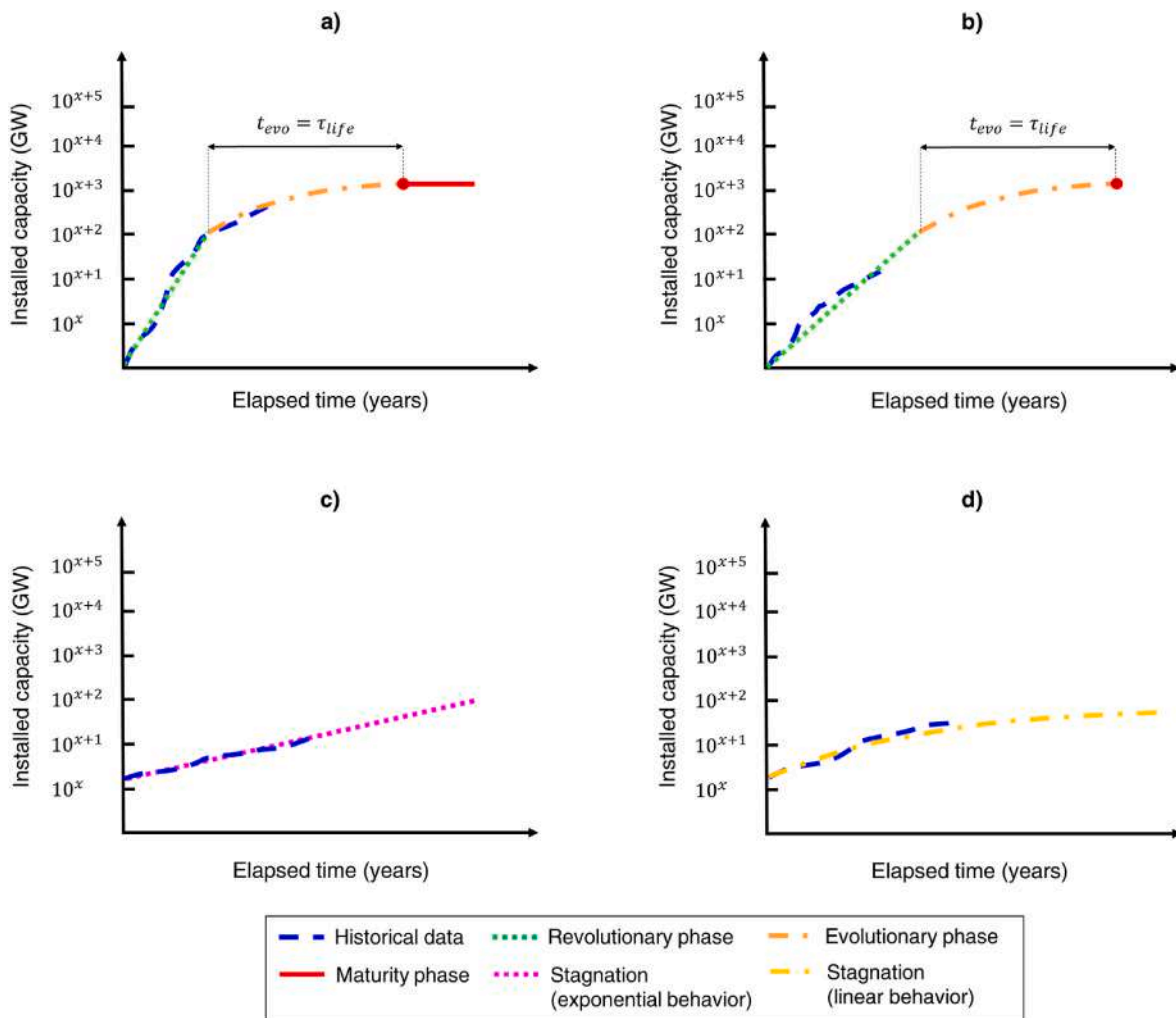 a)
Installed capacity (GW)
10^{x+5}
10^{x+4}
10^{x+3}
10^{x+2}
10^{x+1}
10^{x}
t_{evo} = τ_{life}
Elapsed time (years)
b)
Installed capacity (GW)
10^{x+5}
10^{x+4}
10^{x+3}
10^{x+2}
10^{x+1}
10^{x}
t_{evo} = τ_{life}
Elapsed time (years)
c)
Installed capacity (GW)
10^{x+5}
10^{x+4}
10^{x+3}
10^{x+2}
10^{x+1}
10^{x}
Elapsed time (years)
d)
Installed capacity (GW)
10^{x+5}
10^{x+4}
10^{x+3}
10^{x+2}
10^{x+1}
10^{x}
Elapsed time (years)
Historical data
Revolutionary phase
Evolutionary phase
Maturity phase
Stagnation
(exponential behavior)
Stagnation
(linear behavior)